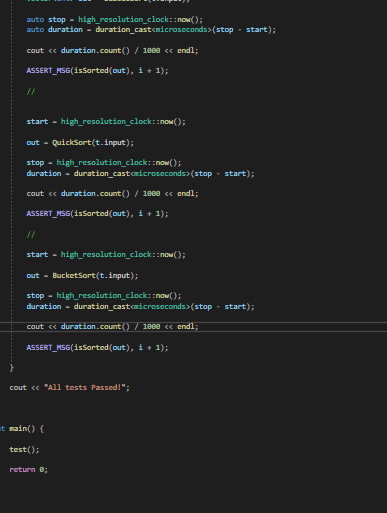 auto stop = high_resolution_clock::now();
auto duration = duration_cast<microseconds>(stop - start);
cout << duration.count() / 1000 << endl;
ASSERT_MSG(isSorted(out), i + 1);
//
start = high_resolution_clock::now();
out = QuickSort(t.input);
stop = high_resolution_clock::now();
duration = duration_cast<microseconds>(stop - start);
cout << duration.count() / 1000 << endl;
ASSERT_MSG(isSorted(out), i + 1);
//
start = high_resolution_clock::now();
out = BucketSort(t.input);
stop = high_resolution_clock::now();
duration = duration_cast<microseconds>(stop - start);
cout << duration.count() / 1000 << endl;
ASSERT_MSG(isSorted(out), i + 1);
}
cout << "All tests Passed!";
t main() {
test();
return 0;